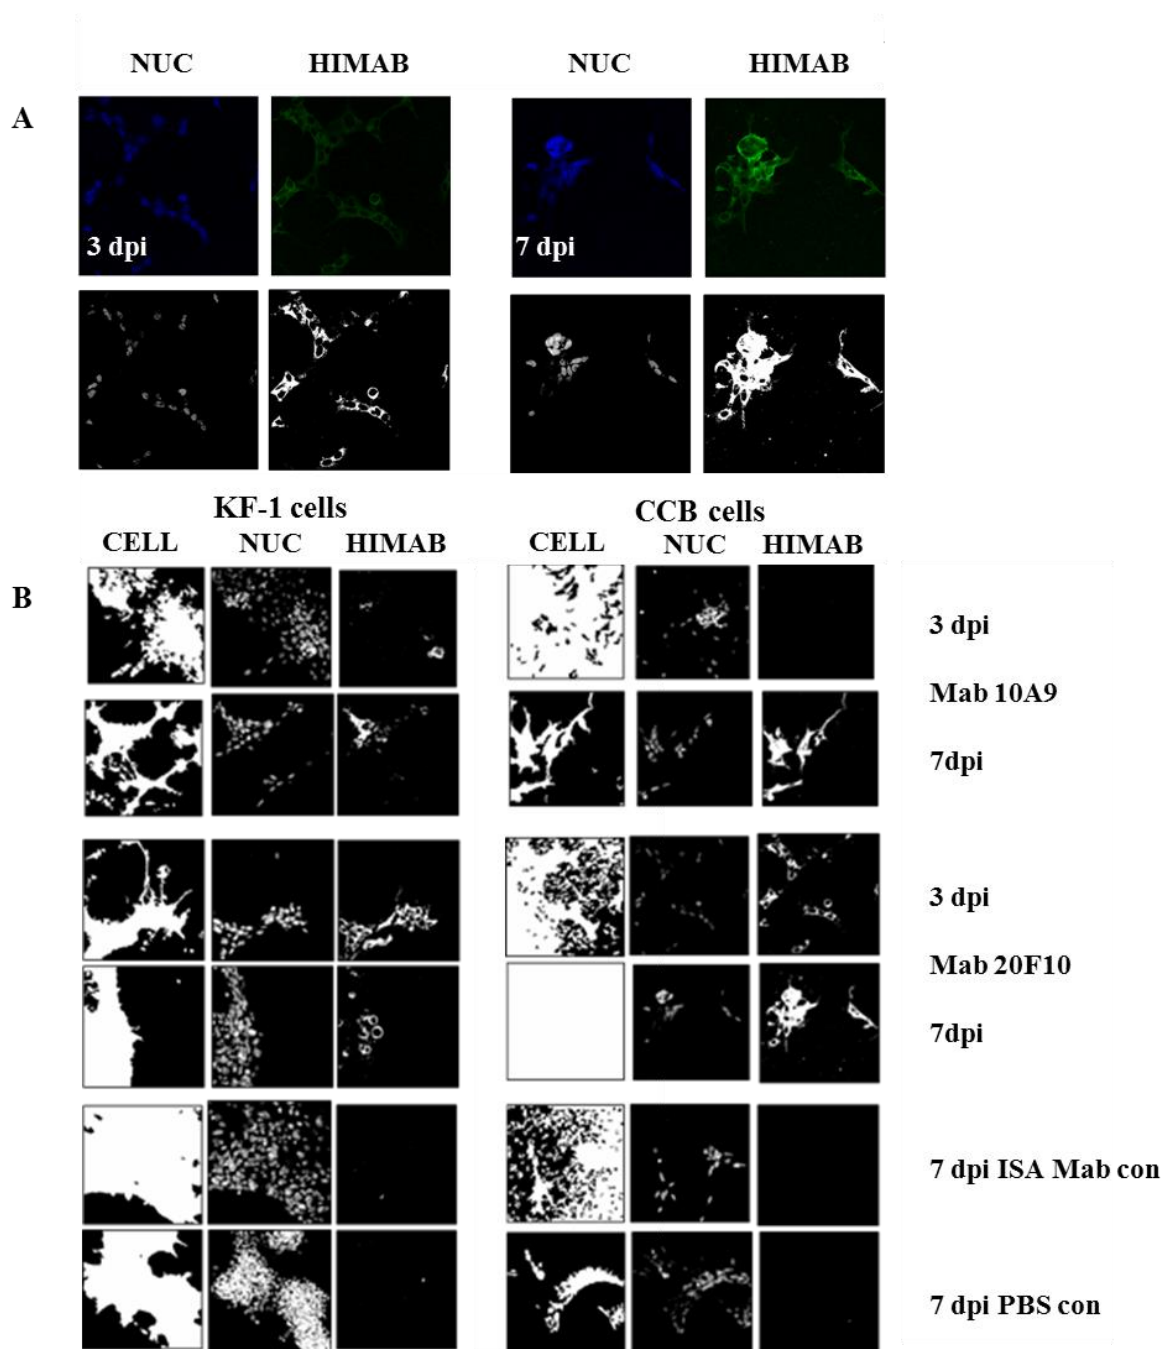 NUC HIMAB NUC HIMAB
A
3 dpi 7 dpi
KF-1 cells CCB cells
CELL NUC HIMAB CELL NUC HIMAB
B
3 dpi
Mab 10A9
7dpi
3 dpi
Mab 20F10
7dpi
7 dpi ISA Mab con
7 dpi PBS con